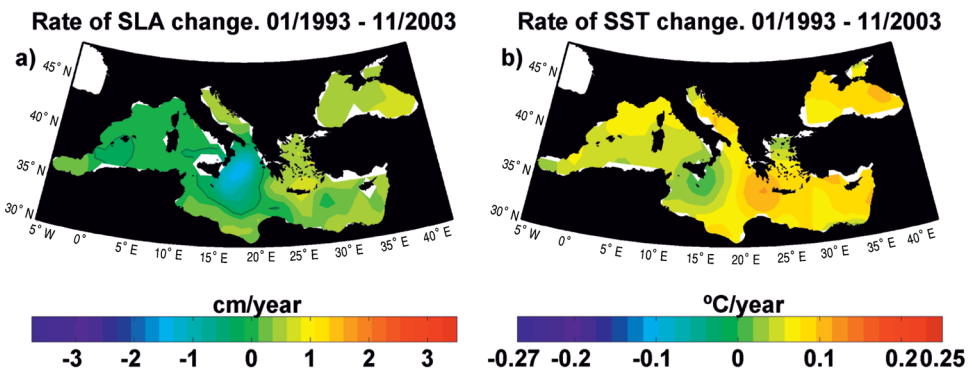 Rate of SLA change. 01/1993 - 11/2003
a)
45° N
40° N
35° N
30° N
5° W
0°
5° E
10° E
15° E
20° E
25° E
30° E
35° E
40° E
cm/year
-3 -2 -1 0 1 2 3
Rate of SST change. 01/1993 - 11/2003
b)
45° N
40° N
35° N
30° N
5° W
0°
5° E
10° E
15° E
20° E
25° E
30° E
35° E
40° E
ºC/year
-0.27 -0.2 -0.1 0 0.1 0.2 0.25